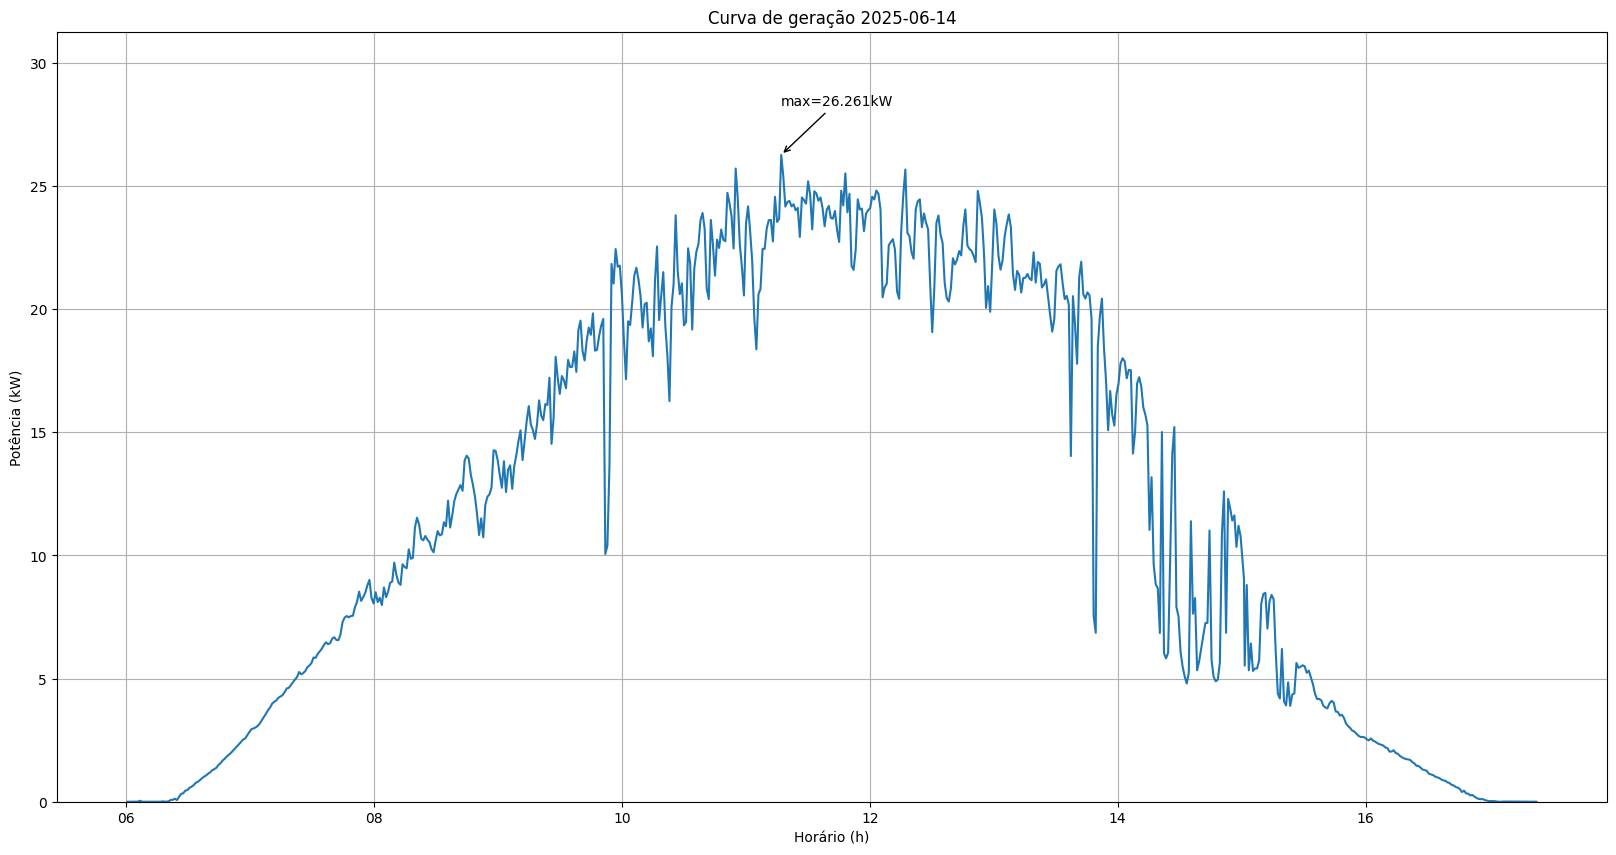 Curva de geração 2025-06-14
30
max=26.261kW
25
20
15
10
5
0
Potência (kW)
06 08 10 12 14 16
Horário (h)